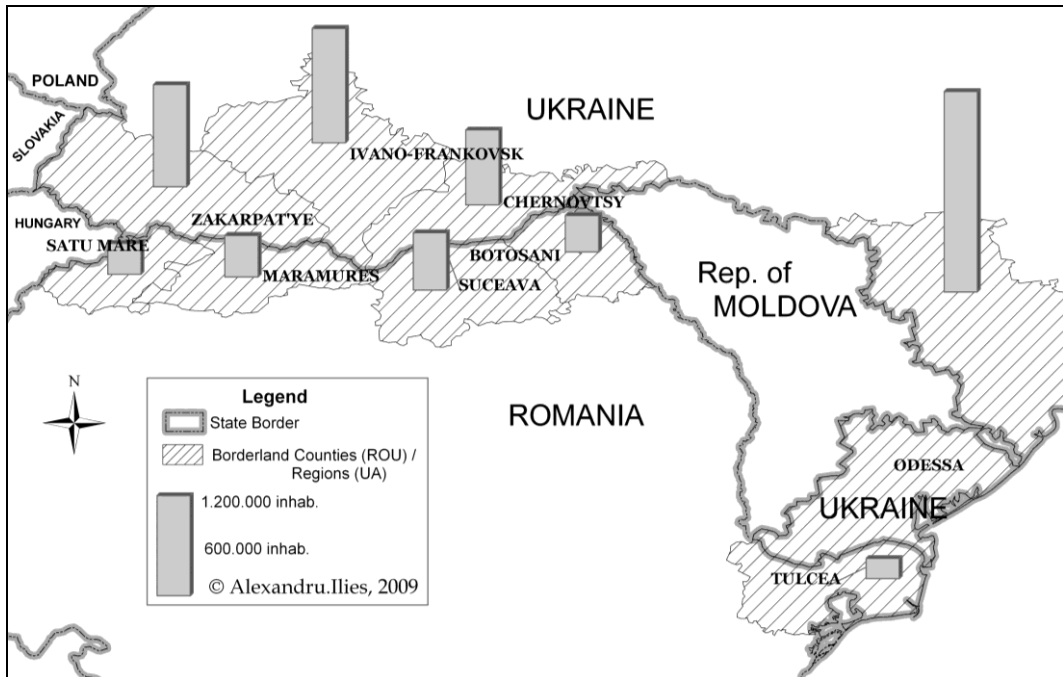 POLAND
SLOVAKIA
UKRAINE
IVANO-FRANKOVSK
CHERNOVTSY
HUNGARY
ZAKARPAT'YE
SATU MARE
MARAMURES
BOTOSANI
SUCEAVA
Rep. of
MOLDOVA
N
ROMANIA
ODESSA
UKRAINE
TULCEA
Legend
State Border
Borderland Counties (ROU) /
Regions (UA)
1.200.000 inhab.
600.000 inhab.
© Alexandru.Ilies, 2009